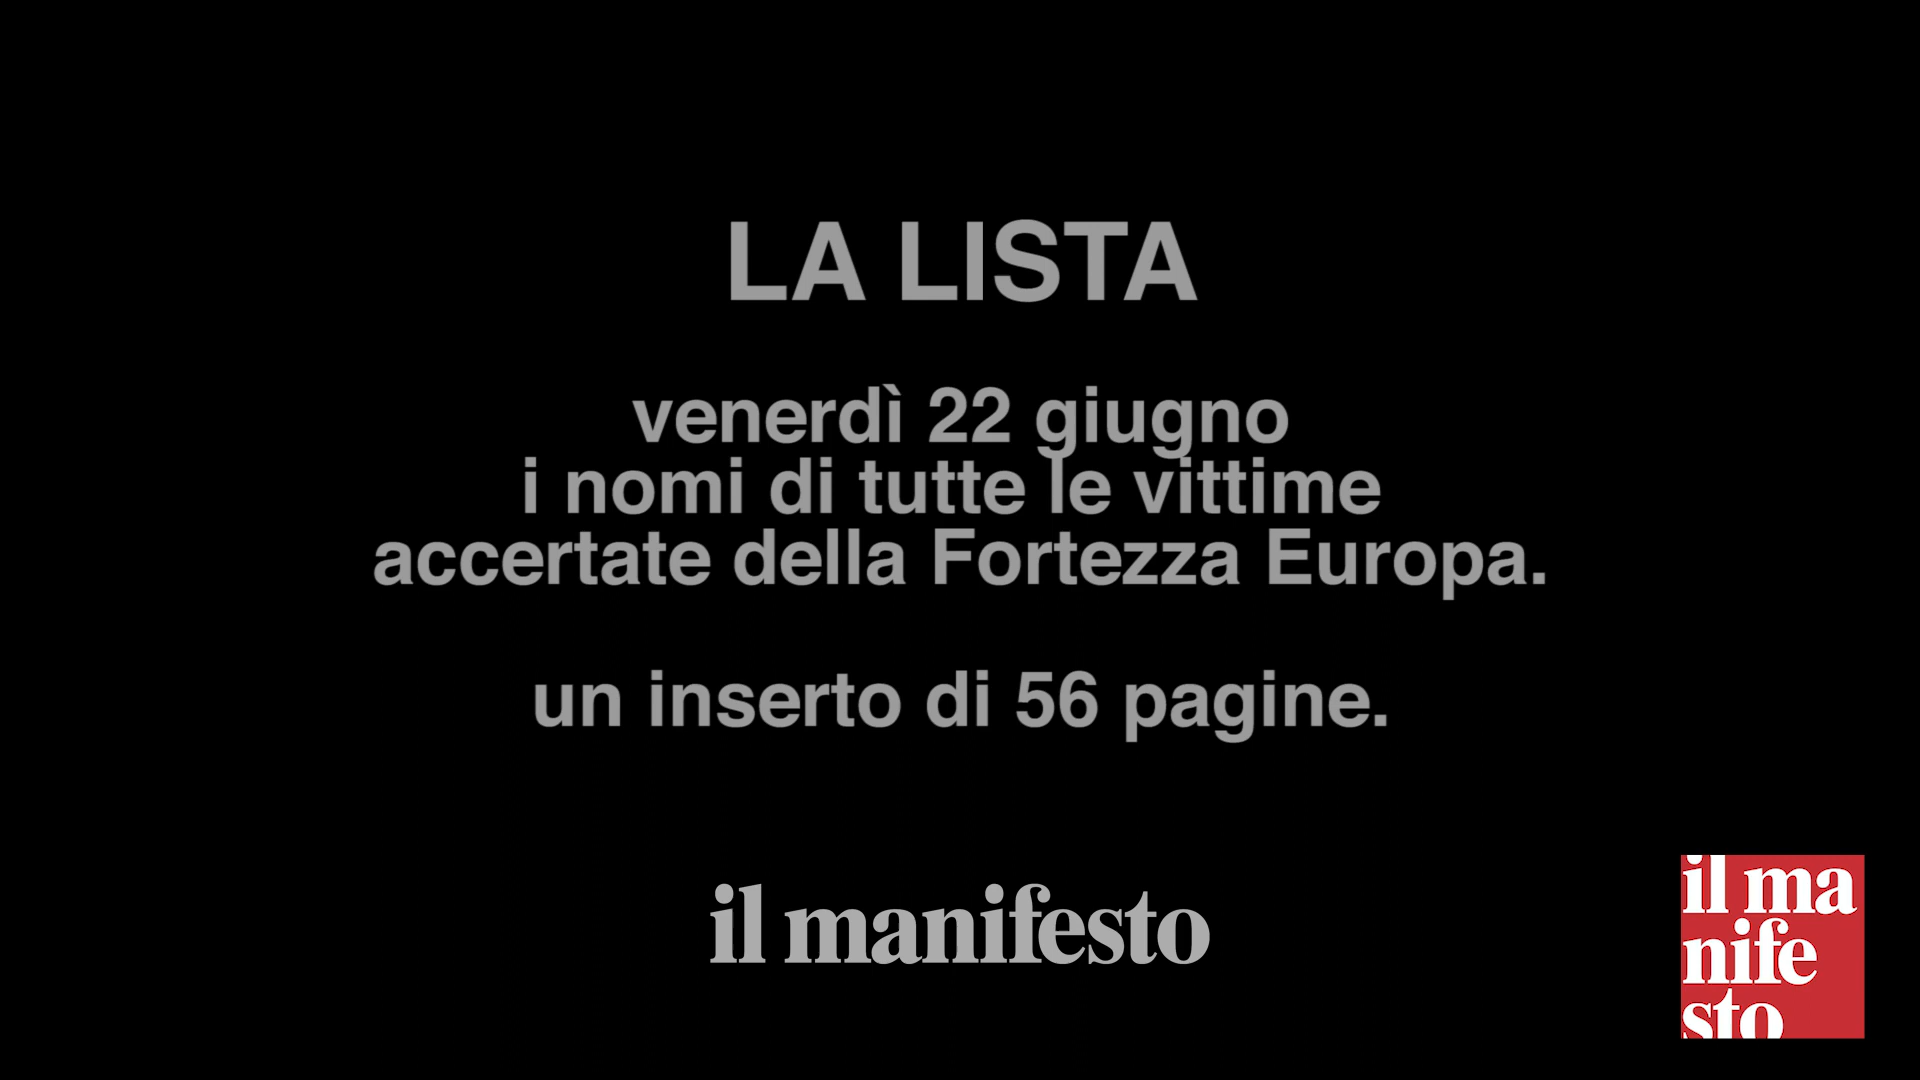 LA LISTA
venerdì 22 giugno
i nomi di tutte le vittime
accertate della Fortezza Europa.
un inserto di 56 pagine.
il manifesto
il ma
nife
sto